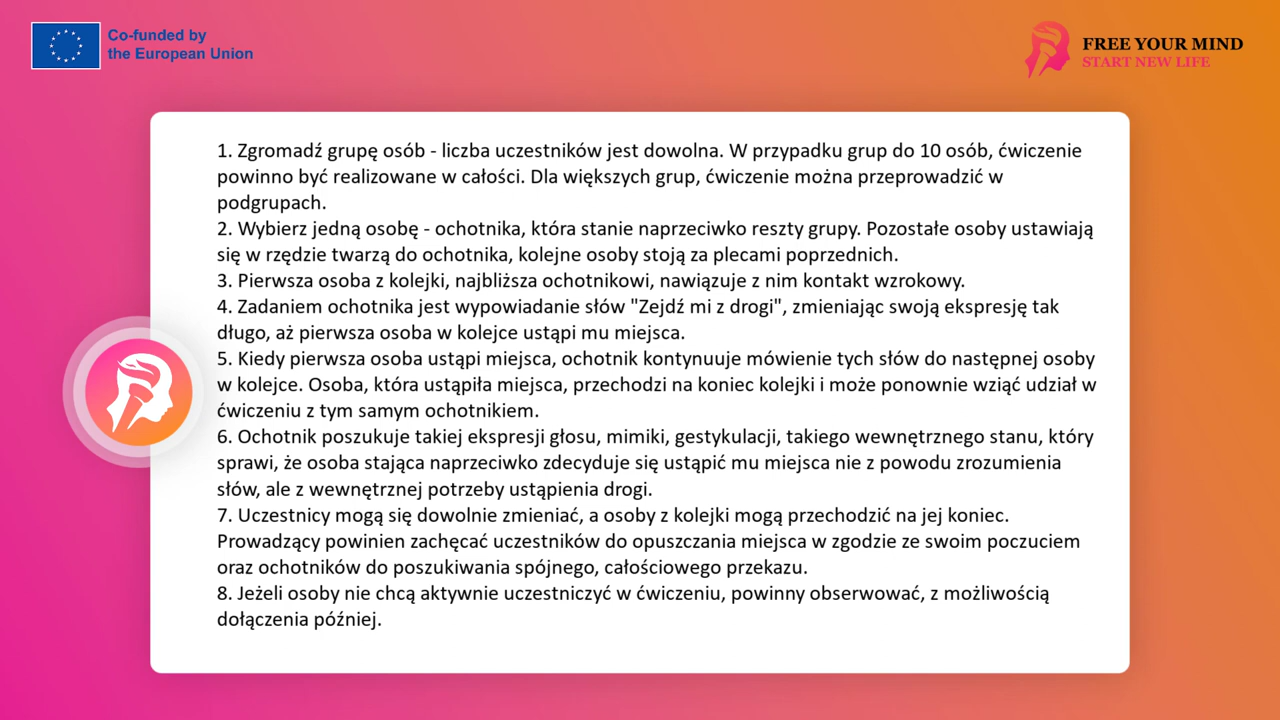 Co-funded by
the European Union
FREE YOUR MIND
START NEW LIFE
1. Zgromadź grupę osób - liczba uczestników jest dowolna. W przypadku grup do 10 osób, ćwiczenie
powinno być realizowane w całości. Dla większych grup, ćwiczenie można przeprowadzić w
podgrupach.
2. Wybierz jedną osobę - ochotnika, która stanie naprzeciwko reszty grupy. Pozostałe osoby ustawiają
się w rzędzie twarzą do ochotnika, kolejne osoby stoją za plecami poprzednich.
3. Pierwsza osoba z kolejki, najbliższa ochotnikowi, nawiązuje z nim kontakt wzrokowy.
4. Zadaniem ochotnika jest wypowiadanie słów "Zejdź mi z drogi", zmieniając swoją ekspresję tak
długo, aż pierwsza osoba w kolejce ustąpi mu miejsca.
5. Kiedy pierwsza osoba ustąpi miejsca, ochotnik kontynuuje mówienie tych słów do następnej osoby
w kolejce. Osoba, która ustąpiła miejsca, przechodzi na koniec kolejki i może ponownie wziąć udział w
ćwiczeniu z tym samym ochotnikiem.
6. Ochotnik poszukuje takiej ekspresji głosu, mimiki, gestykulacji, takiego wewnętrznego stanu, który
sprawi, że osoba stająca naprzeciwko zdecyduje się ustąpić mu miejsca nie z powodu zrozumienia
słów, ale z wewnętrznej potrzeby ustąpienia drogi.
7. Uczestnicy mogą się dowolnie zmieniać, a osoby z kolejki mogą przechodzić na jej koniec.
Prowadzący powinien zachęcać uczestników do opuszczania miejsca w zgodzie ze swoim poczuciem
oraz ochotników do poszukiwania spójnego, całościowego przekazu.
8. Jeżeli osoby nie chcą aktywnie uczestniczyć w ćwiczeniu, powinny obserwować, z możliwością
dołączenia później.